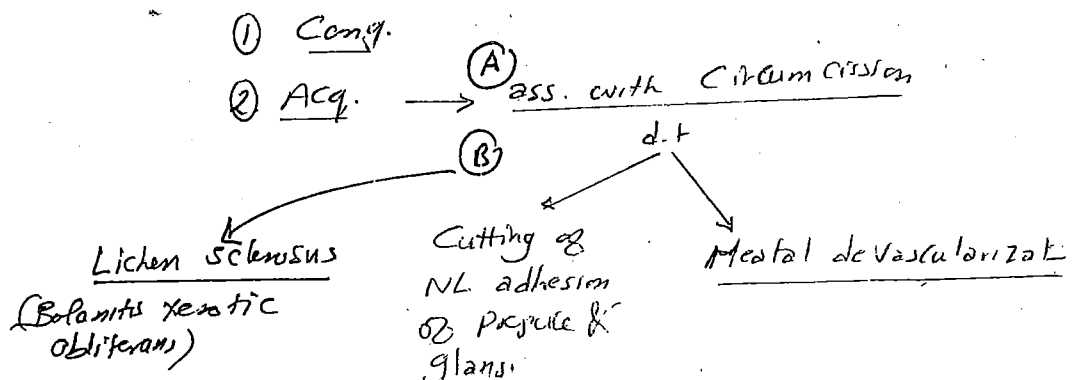 ① Cong.
② Acq. → Ⓐ ass. with Circumcission
d.t
Ⓑ
Lichen sclerosus
(Balanitis xerotic
obliterans)
Cutting of
NL adhesion
of prepuce &
glans.
Meatal devascularizat